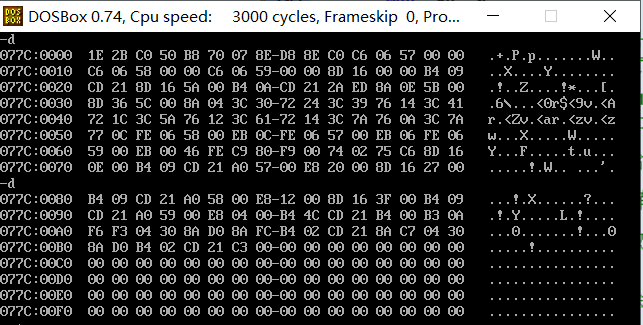 DOSBox 0.74, Cpu speed:    3000 cycles, Frameskip  0, Pro...
-d
077C:0000  1E 2B C0 50 B8 70 07 8E-D8 8E C0 C6 06 57 00 00   .+.P.p.......W..
077C:0010  C6 06 58 00 00 C6 06 59-00 00 8D 16 00 00 B4 09   ..X....Y........
077C:0020  CD 21 8D 16 5A 00 B4 0A-CD 21 2A ED 8A 0E 5B 00   .!..Z....!*...[.
077C:0030  8D 36 5C 00 8A 04 3C 30-72 24 3C 39 76 14 3C 41   .6\...<0r$<9v.<A
077C:0040  72 1C 3C 5A 76 12 3C 61-72 14 3C 7A 76 0A 3C 7A   r.<Zv.<ar.<zv.<z
077C:0050  77 0C FE 06 58 00 EB 0C-FE 06 57 00 EB 06 FE 06   w...X.....W.....
077C:0060  59 00 EB 00 46 FE C9 80-F9 00 74 02 75 C6 8D 16   Y...F.....t.u...
077C:0070  0E 00 B4 09 CD 21 A0 57-00 E8 20 00 8D 16 27 00   .....!.W.. ...'.
-d
077C:0080  B4 09 CD 21 A0 58 00 E8-12 00 8D 16 3F 00 B4 09   ...!.X......?...
077C:0090  CD 21 A0 59 00 E8 04 00-B4 4C CD 21 B4 00 B3 0A   .!.Y.....L.!....
077C:00A0  F6 F3 04 30 8A D0 8A FC-B4 02 CD 21 8A C7 04 30   ...0.......!...0
077C:00B0  8A D0 B4 02 CD 21 C3 00-00 00 00 00 00 00 00 00   .....!..........
077C:00C0  00 00 00 00 00 00 00 00-00 00 00 00 00 00 00 00   ................
077C:00D0  00 00 00 00 00 00 00 00-00 00 00 00 00 00 00 00   ................
077C:00E0  00 00 00 00 00 00 00 00-00 00 00 00 00 00 00 00   ................
077C:00F0  00 00 00 00 00 00 00 00-00 00 00 00 00 00 00 00   ................